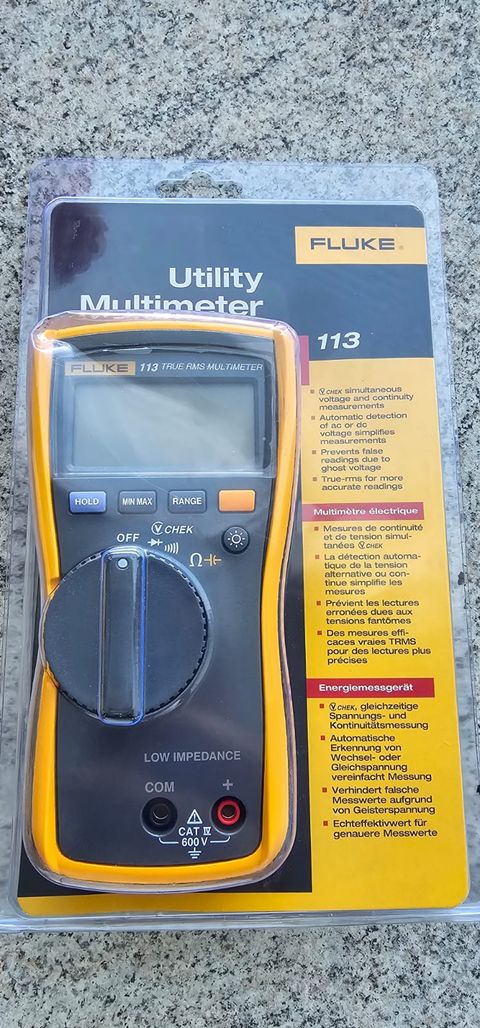 FLUKE®
Utility
Multimeter
113
FLUKE 113 TRUE RMS MULTIMETER
HOLD
MIN MAX
RANGE
VCHEK
OFF
Ω
LOW IMPEDANCE
COM
+
CAT IV
600 V
VCHEK simultaneous
voltage and continuity
measurements
Automatic detection
of ac or dc
voltage simplifies
measurements
Prevents false
readings due to
ghost voltage
True-rms for more
accurate readings
Multimètre électrique
Mesures de continuité
et de tension simul-
tanées VCHEK
La détection automa-
tique de la tension
alternative ou con-
tinue simplifie les
mesures
Prévient les lectures
erronées dues aux
tensions fantômes
Des mesures effi-
caces vraies TRMS
pour des lectures plus
précises
Energiemessgerät
VCHEK, gleichzeitige
Spannungs- und
Kontinuitätsmessung
Automatische
Erkennung von
Wechsel- oder
Gleichspannung
vereinfacht Messung
Verhindert falsche
Messwerte aufgrund
von Geisterspannung
Echteffektivwert für
genauere Messwerte